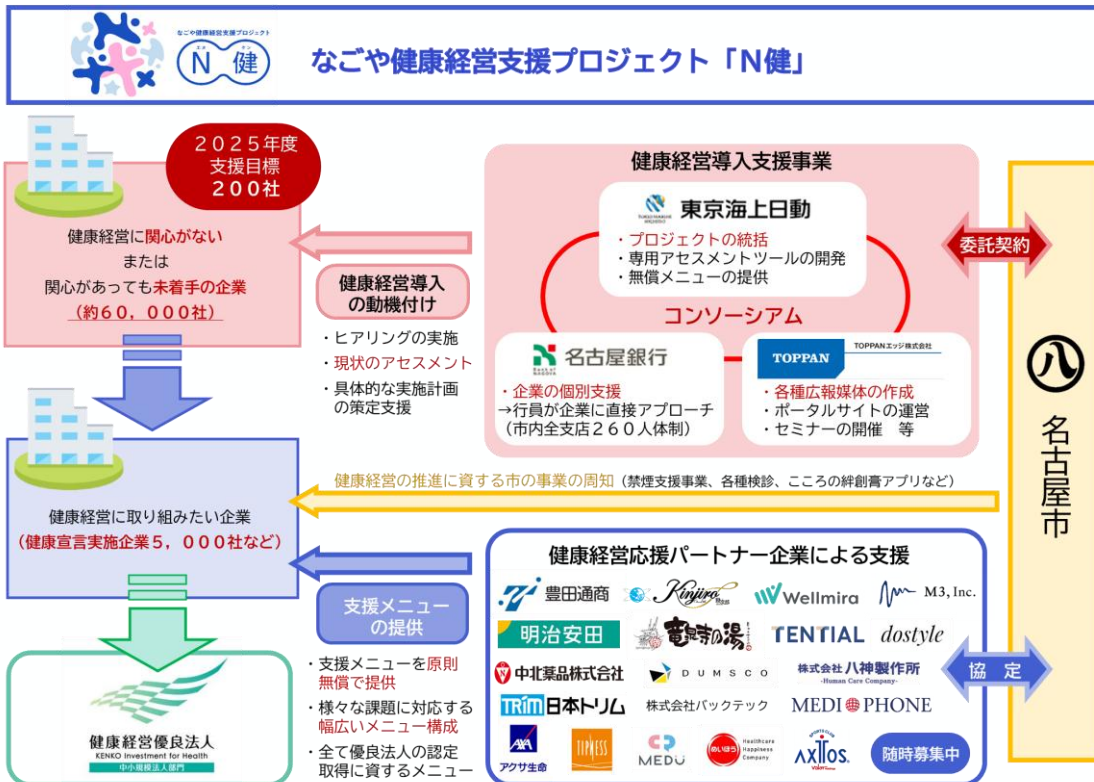 なごや健康経営支援プロジェクト
エヌ ケン
N 健
なごや健康経営支援プロジェクト「N健」
2025年度
支援目標
200社
健康経営に関心がない
または
関心があっても未着手の企業
(約60,000社)
健康経営導入
の動機付け
・ヒアリングの実施
・現状のアセスメント
・具体的な実施計画
の策定支援
健康経営導入支援事業
TOKIO MARINE
NICHIDO
東京海上日動
・プロジェクトの統括
・専用アセスメントツールの開発
・無償メニューの提供
コンソーシアム
Bank of
NAGOYA
名古屋銀行
・企業の個別支援
→行員が企業に直接アプローチ
(市内全支店260人体制)
TOPPAN
TOPPANエッジ株式会社
・各種広報媒体の作成
・ポータルサイトの運営
・セミナーの開催 等
委託契約
八
名古屋市
健康経営の推進に資する市の事業の周知(禁煙支援事業、各種検診、こころの絆創膏アプリなど)
健康経営に取り組みたい企業
(健康宣言実施企業5,000社など)
支援メニュー
の提供
・支援メニューを原則
無償で提供
・様々な課題に対応する
幅広いメニュー構成
・全て優良法人の認定
取得に資するメニュー
健康経営優良法人
KENKO Investment for Health
中小規模法人部門
健康経営応援パートナー企業による支援
豊田通商
Kinjiro
Wellmira
M3, Inc.
明治安田
竜泉寺の湯
TENTIAL
dostyle
中北薬品株式会社
DUMSCO
株式会社八神製作所
-Human Care Company-
TRIM 日本トリム
株式会社バックテック
MEDI PHONE
AXA
アクサ生命
TIPNESS
MEDU
めいほう
Healthcare
Happiness
Company
SPORTS CLUB
AXTOS
随時募集中
協 定